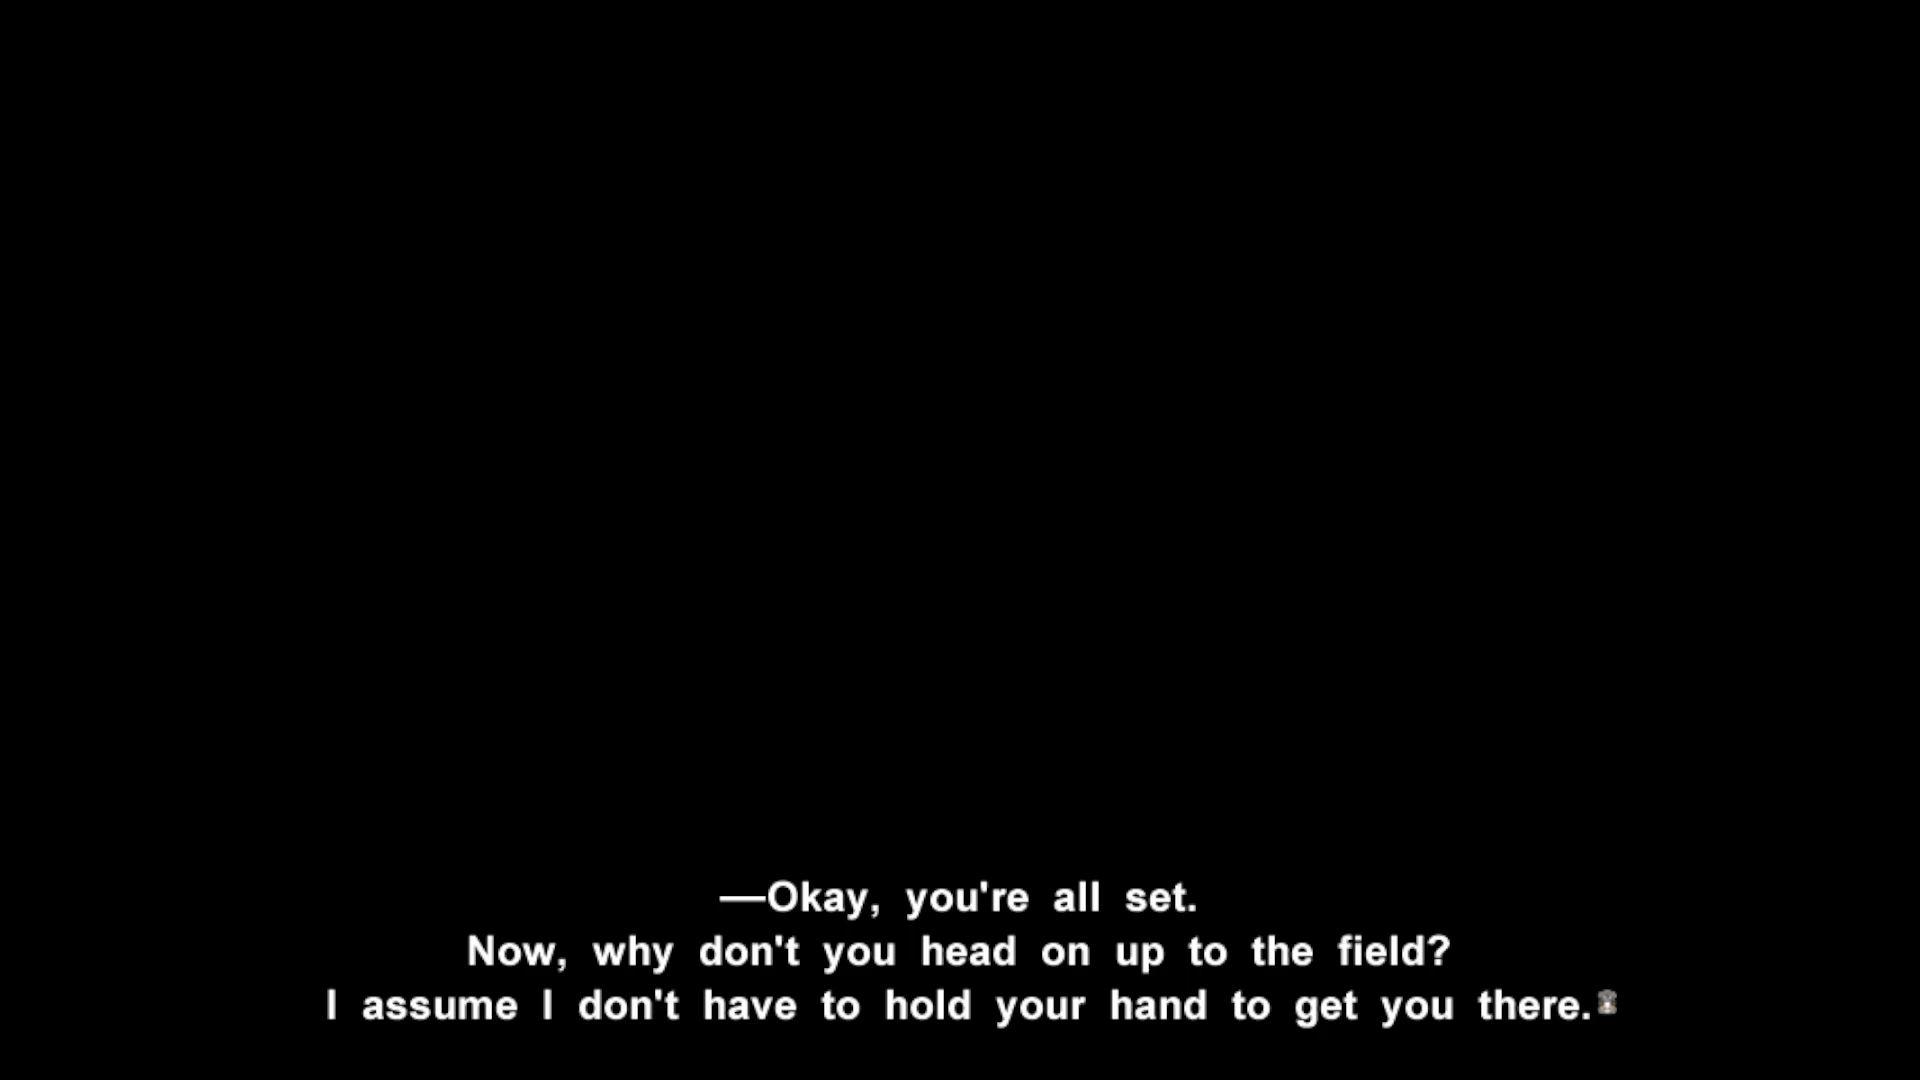 —Okay, you're all set.
Now, why don't you head on up to the field?
I assume I don't have to hold your hand to get you there.